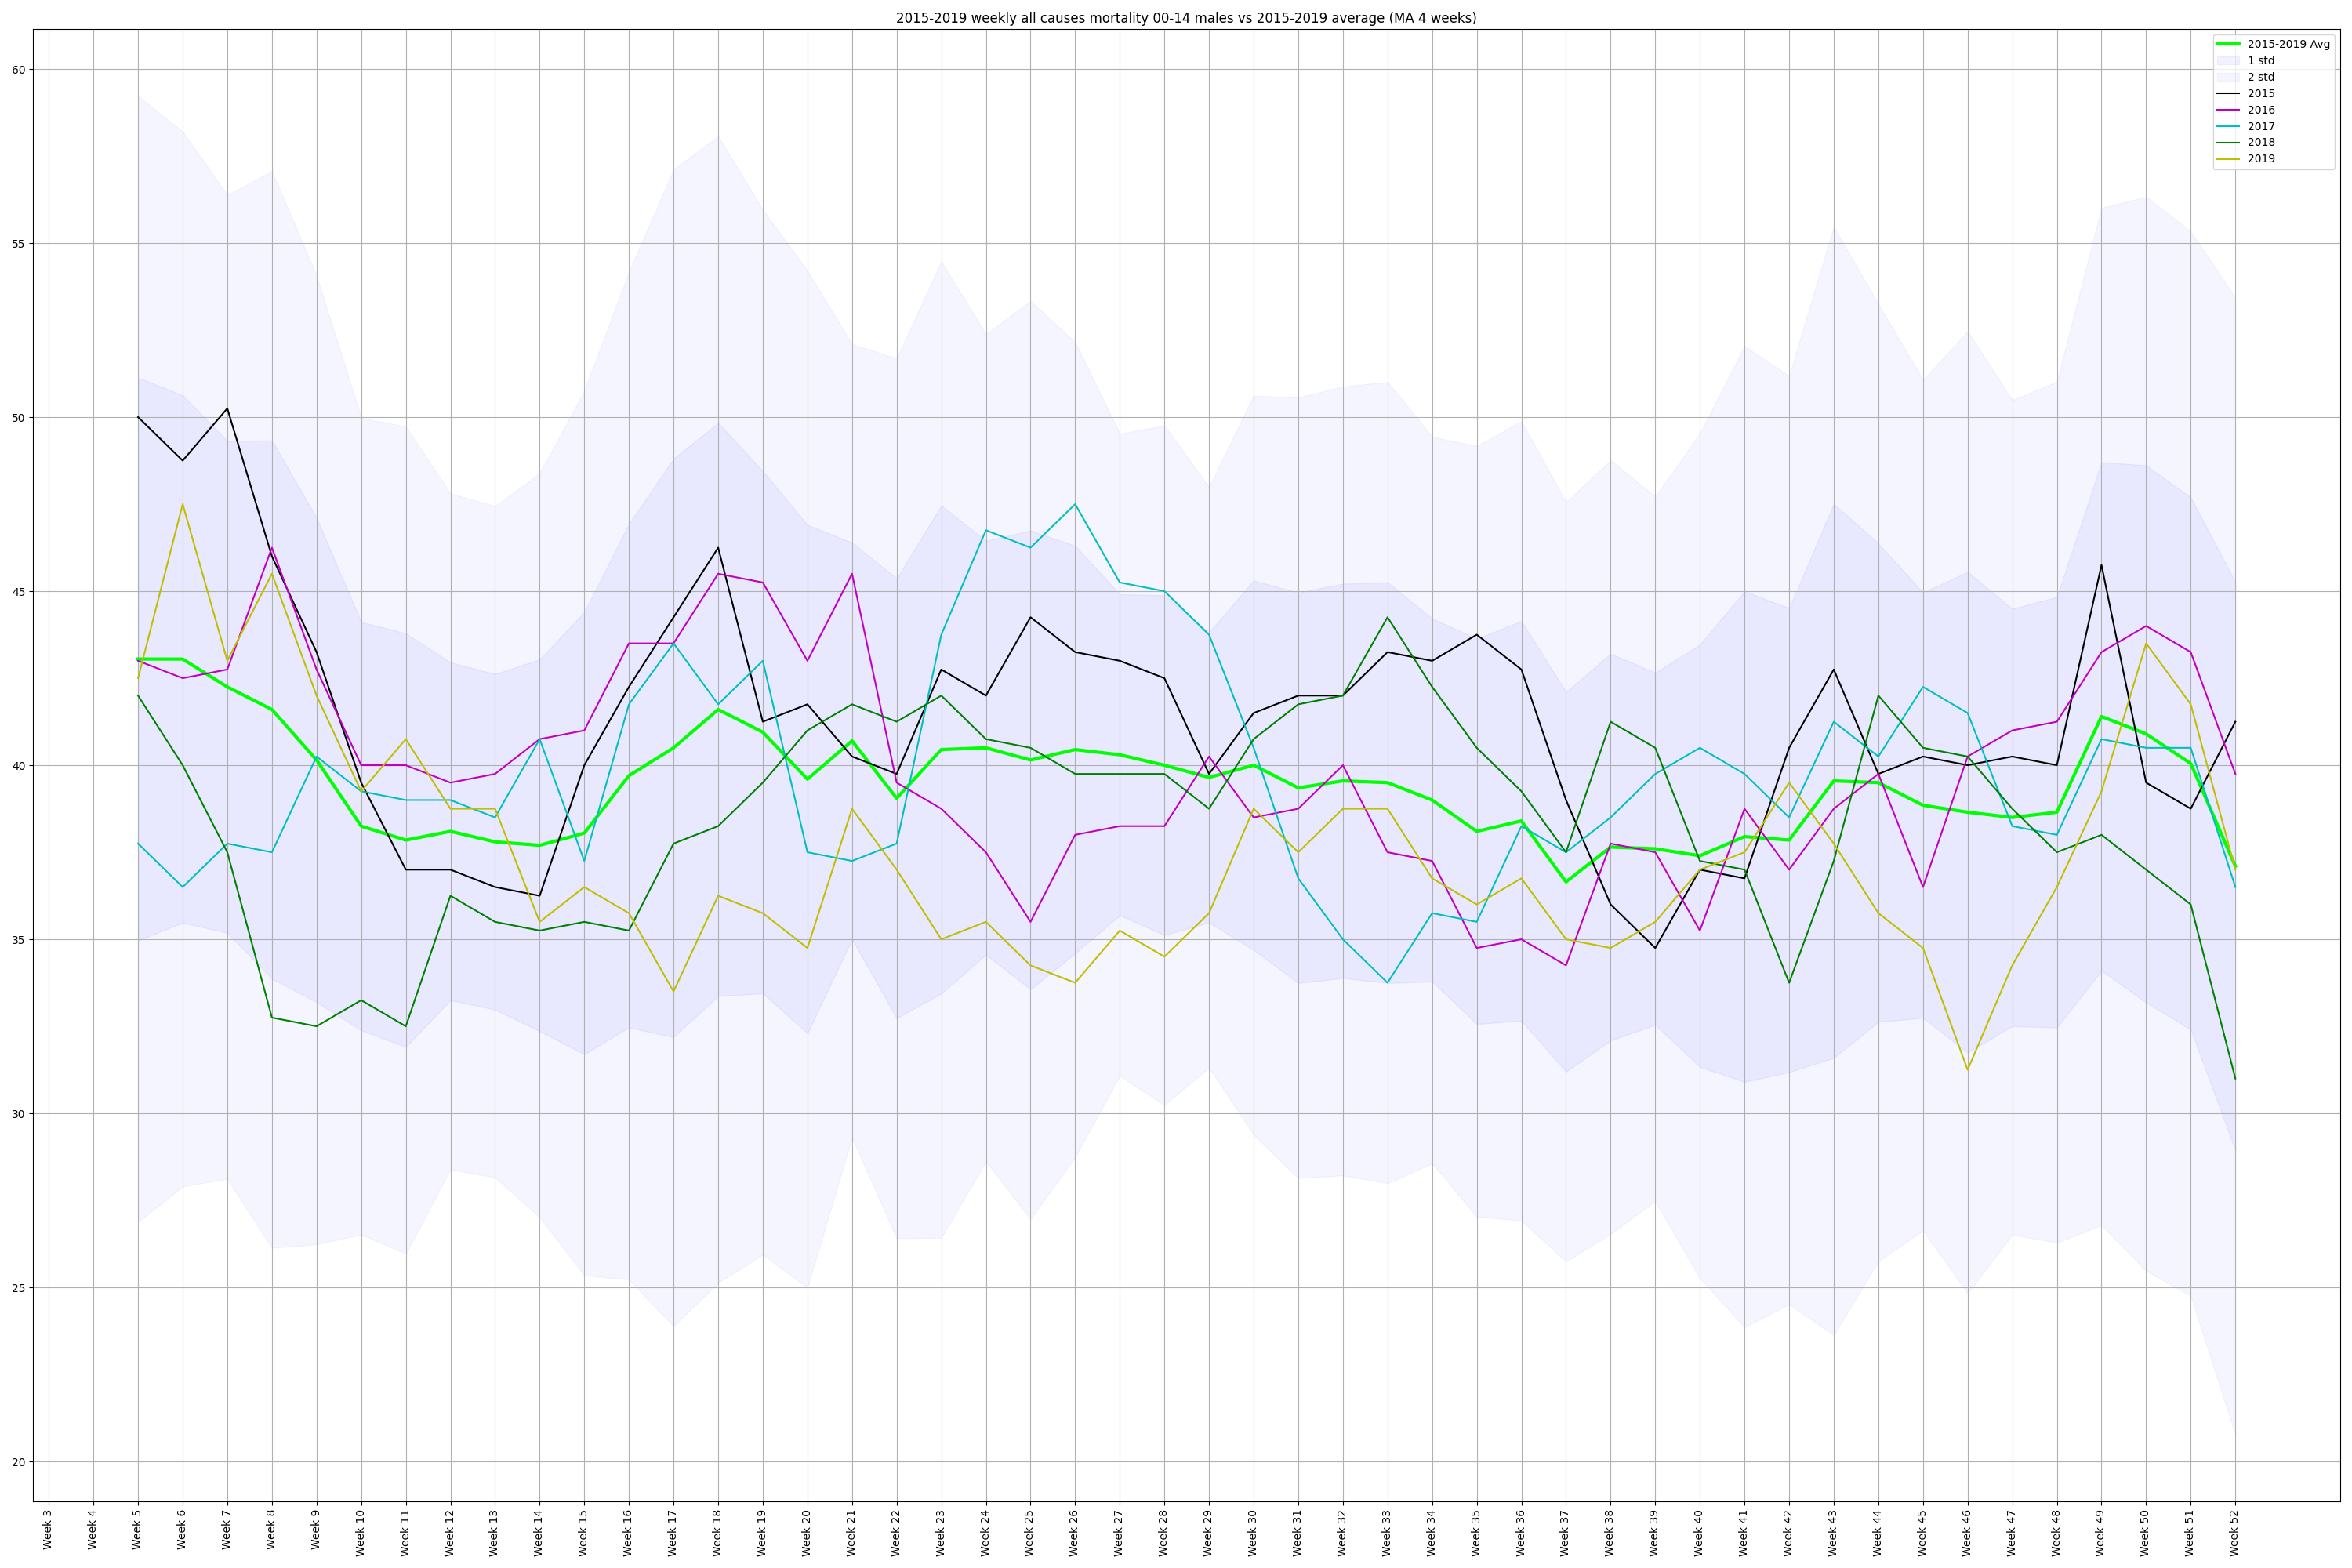 2015-2019 weekly all causes mortality 00-14 males vs 2015-2019 average (MA 4 weeks)
2015-2019 Avg
1 std
2 std
2015
2016
2017
2018
2019
60
55
50
45
40
35
30
25
20
Week 3
Week 4
Week 5
Week 6
Week 7
Week 8
Week 9
Week 10
Week 11
Week 12
Week 13
Week 14
Week 15
Week 16
Week 17
Week 18
Week 19
Week 20
Week 21
Week 22
Week 23
Week 24
Week 25
Week 26
Week 27
Week 28
Week 29
Week 30
Week 31
Week 32
Week 33
Week 34
Week 35
Week 36
Week 37
Week 38
Week 39
Week 40
Week 41
Week 42
Week 43
Week 44
Week 45
Week 46
Week 47
Week 48
Week 49
Week 50
Week 51
Week 52